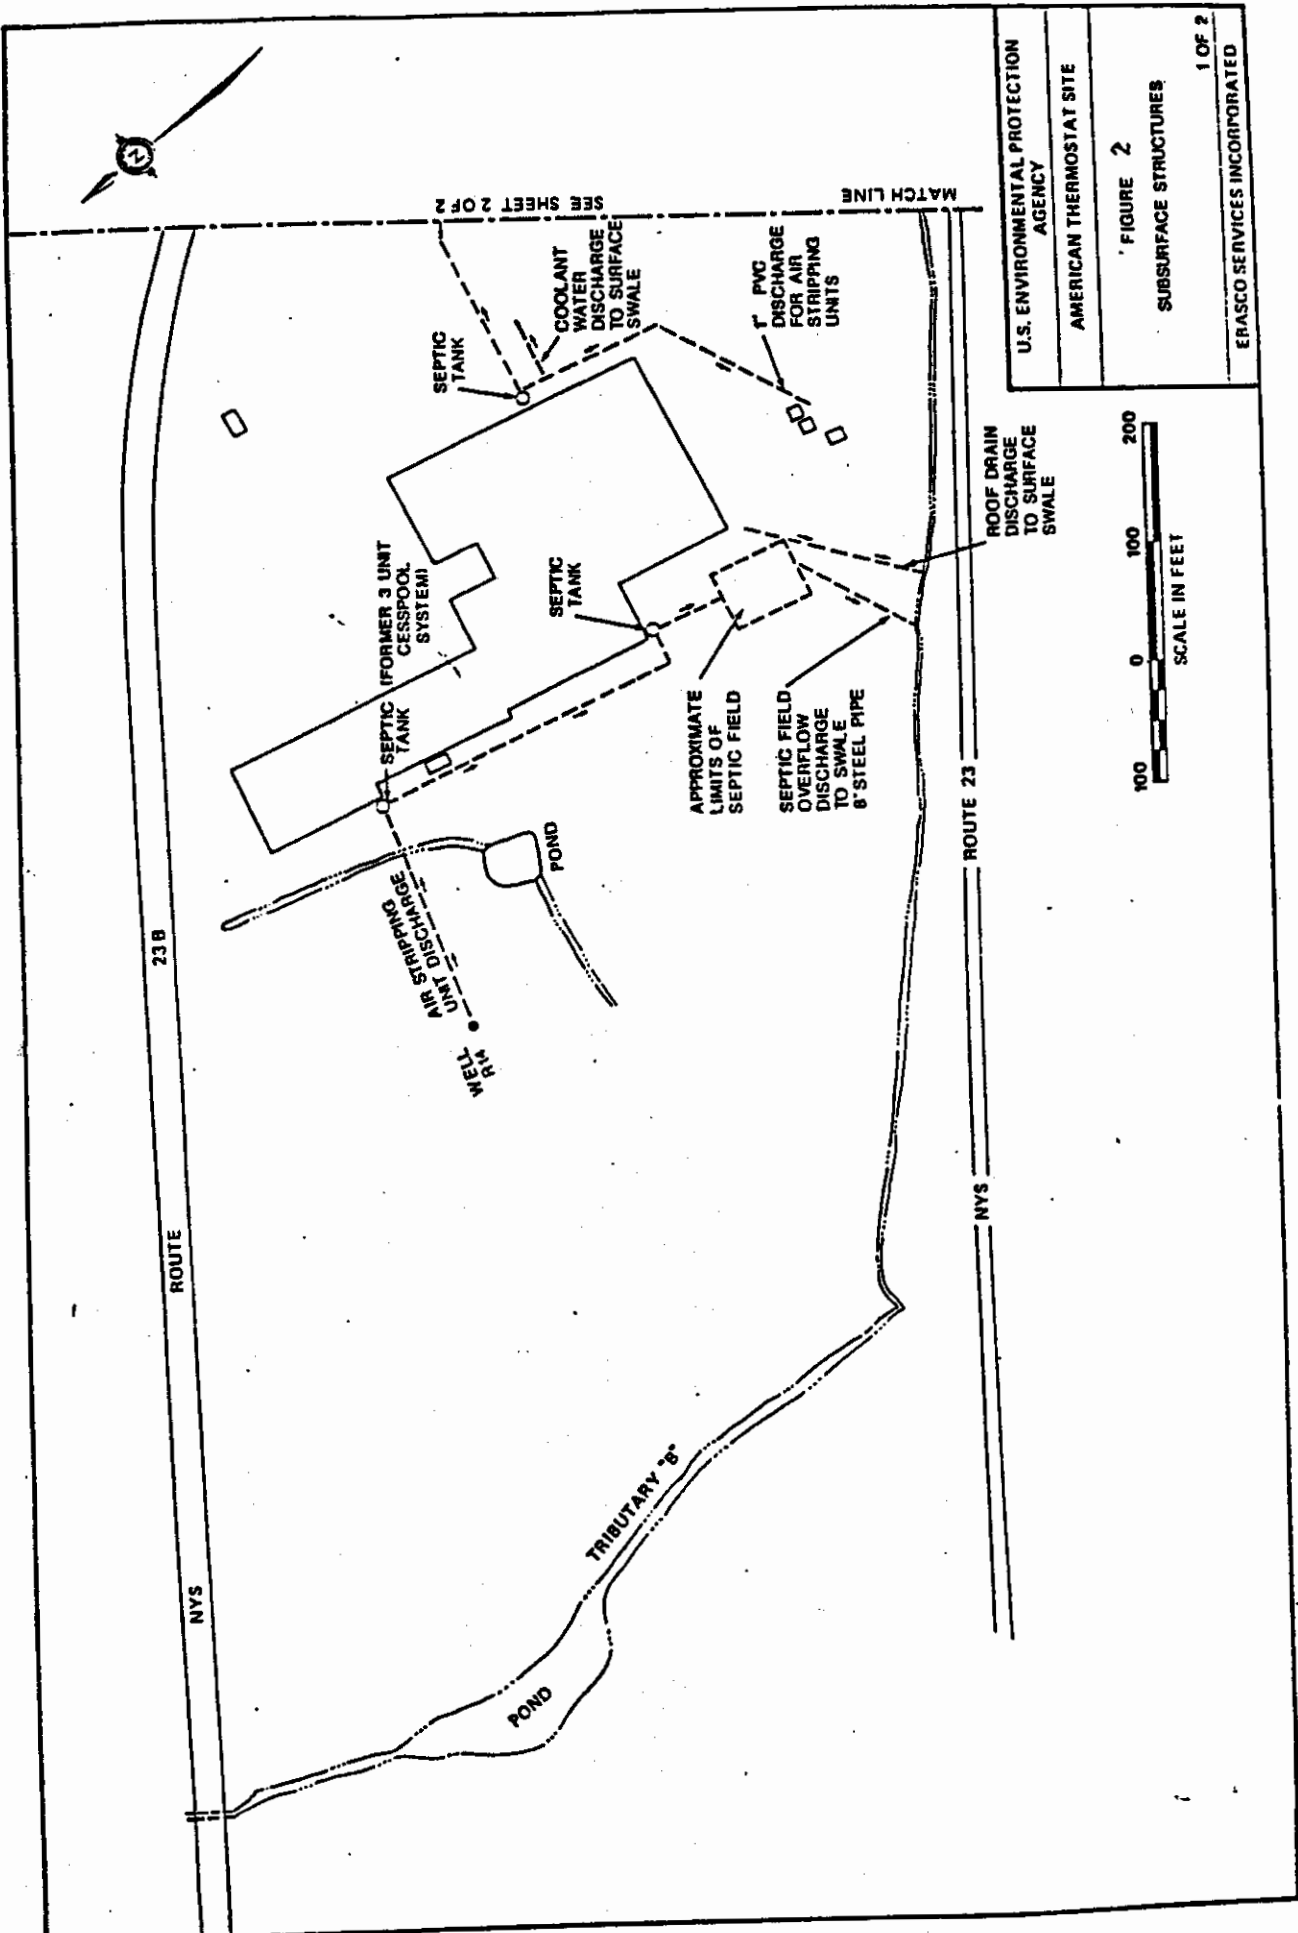 NYS
ROUTE
23B
TRIBUTARY "B"
POND
WELL
R14
AIR STRIPPING
UNIT DISCHARGE
POND
SEPTIC (FORMER 3 UNIT
TANK CESSPOOL
SYSTEM)
SEPTIC
TANK
SEPTIC
TANK
COOLANT
WATER
DISCHARGE
TO SURFACE
SWALE
SEE SHEET 2 OF 2
MATCH LINE
1" PVC
DISCHARGE
FOR AIR
STRIPPING
UNITS
APPROXIMATE
LIMITS OF
SEPTIC FIELD
SEPTIC FIELD
OVERFLOW
DISCHARGE
TO SWALE
8" STEEL PIPE
ROOF DRAIN
DISCHARGE
TO SURFACE
SWALE
NYS
ROUTE 23
100 0 100 200
SCALE IN FEET
N
U.S. ENVIRONMENTAL PROTECTION
AGENCY
AMERICAN THERMOSTAT SITE
FIGURE 2
SUBSURFACE STRUCTURES
1 OF 2
EBASCO SERVICES INCORPORATED